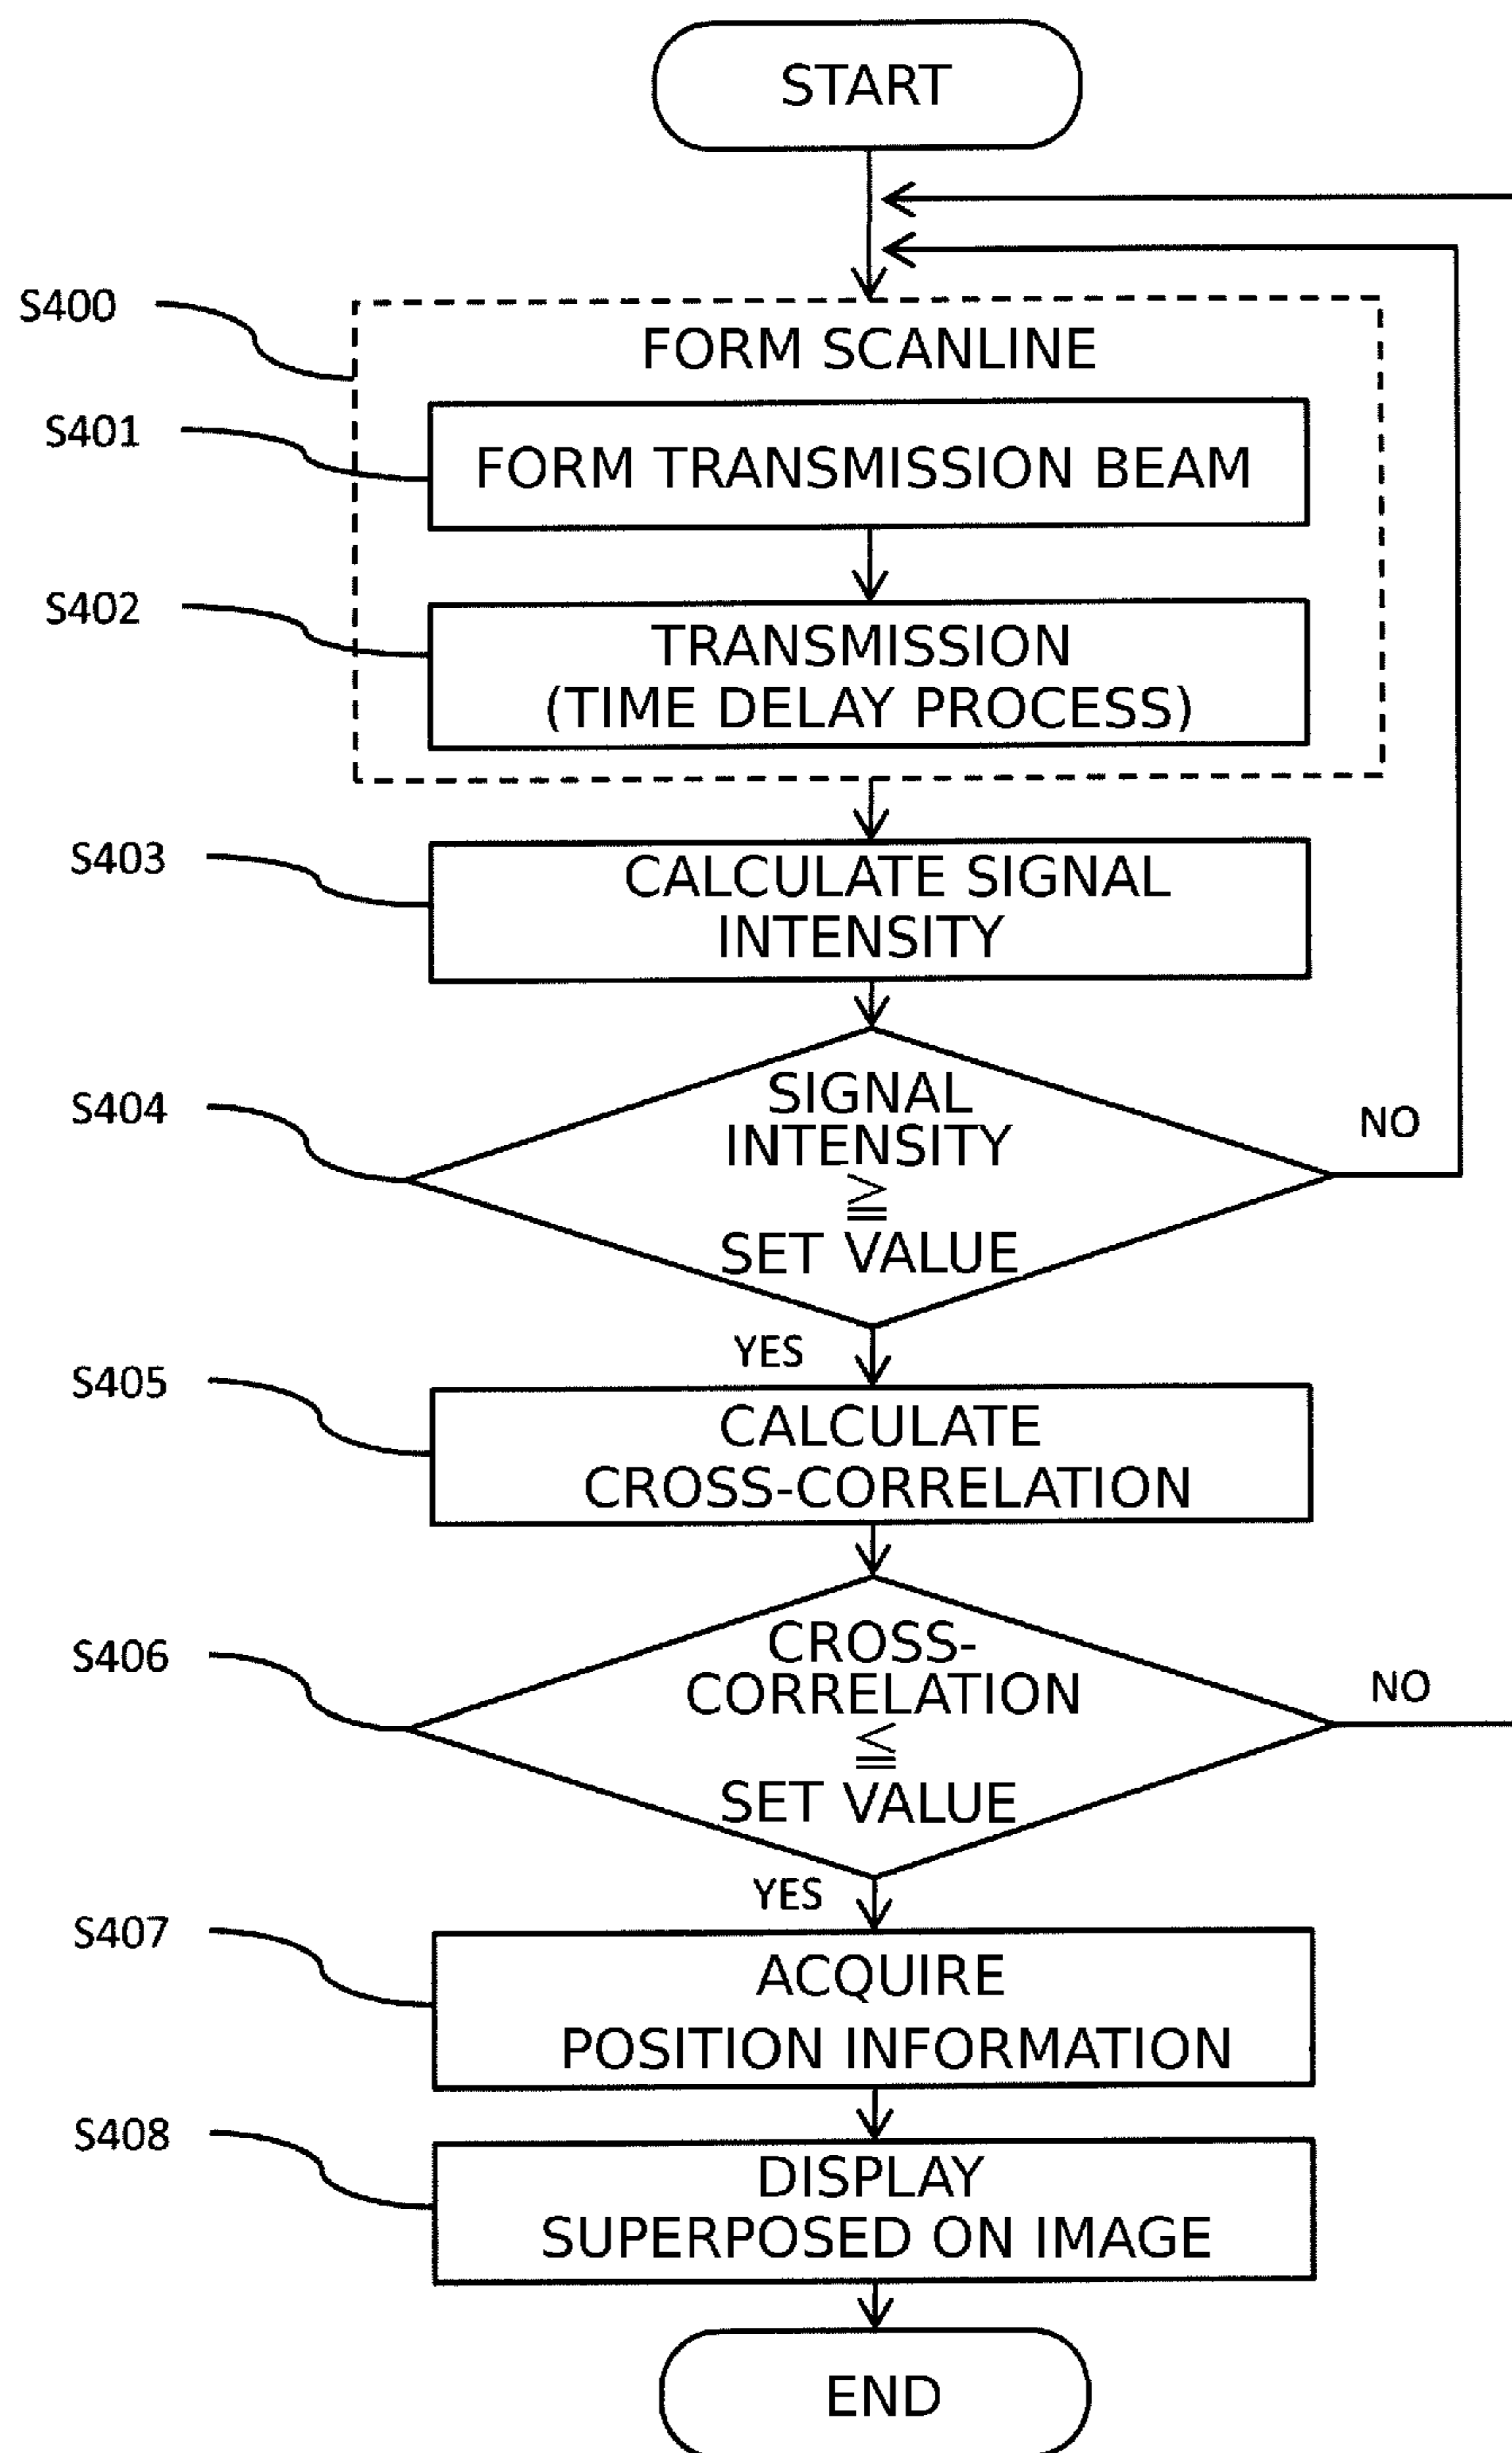 START
S400
FORM SCANLINE
S401
FORM TRANSMISSION BEAM
S402
TRANSMISSION
(TIME DELAY PROCESS)
S403
CALCULATE SIGNAL
INTENSITY
S404
SIGNAL
INTENSITY
≧
SET VALUE
NO
YES
S405
CALCULATE
CROSS-CORRELATION
S406
CROSS-
CORRELATION
≦
SET VALUE
NO
YES
S407
ACQUIRE
POSITION INFORMATION
S408
DISPLAY
SUPERPOSED ON IMAGE
END